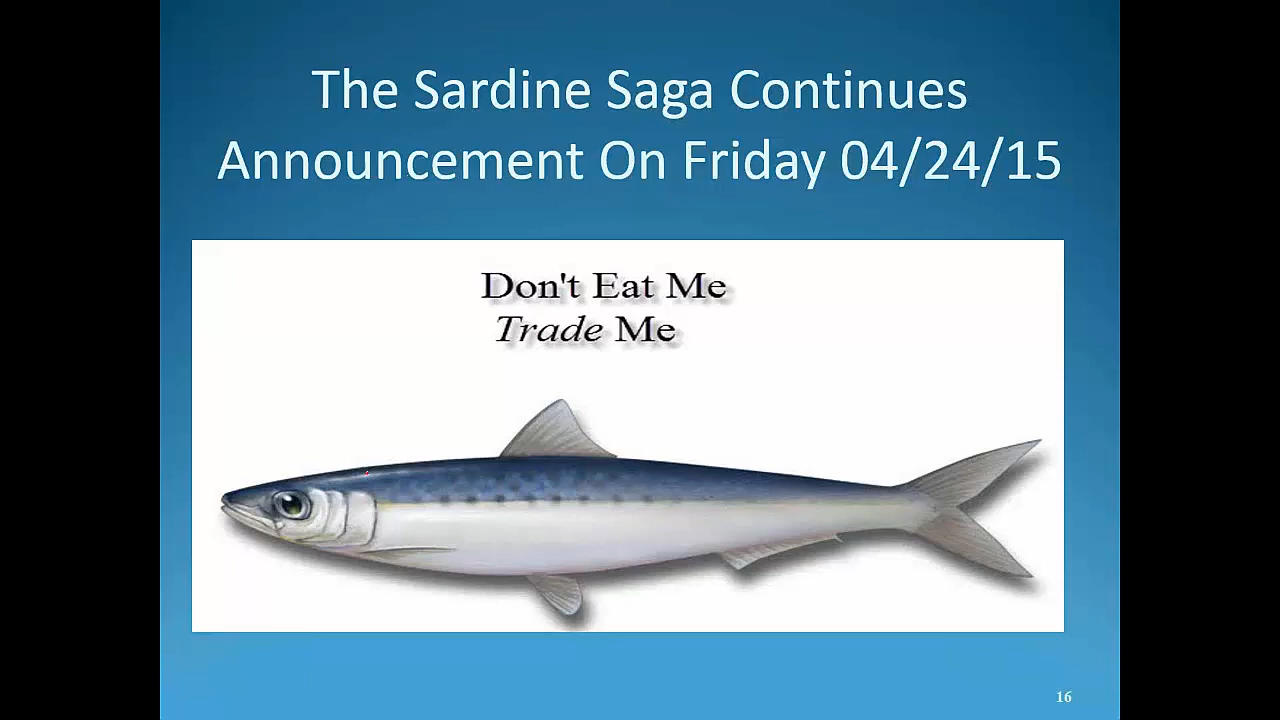 The Sardine Saga Continues
Announcement On Friday 04/24/15
Don't Eat Me
Trade Me
16